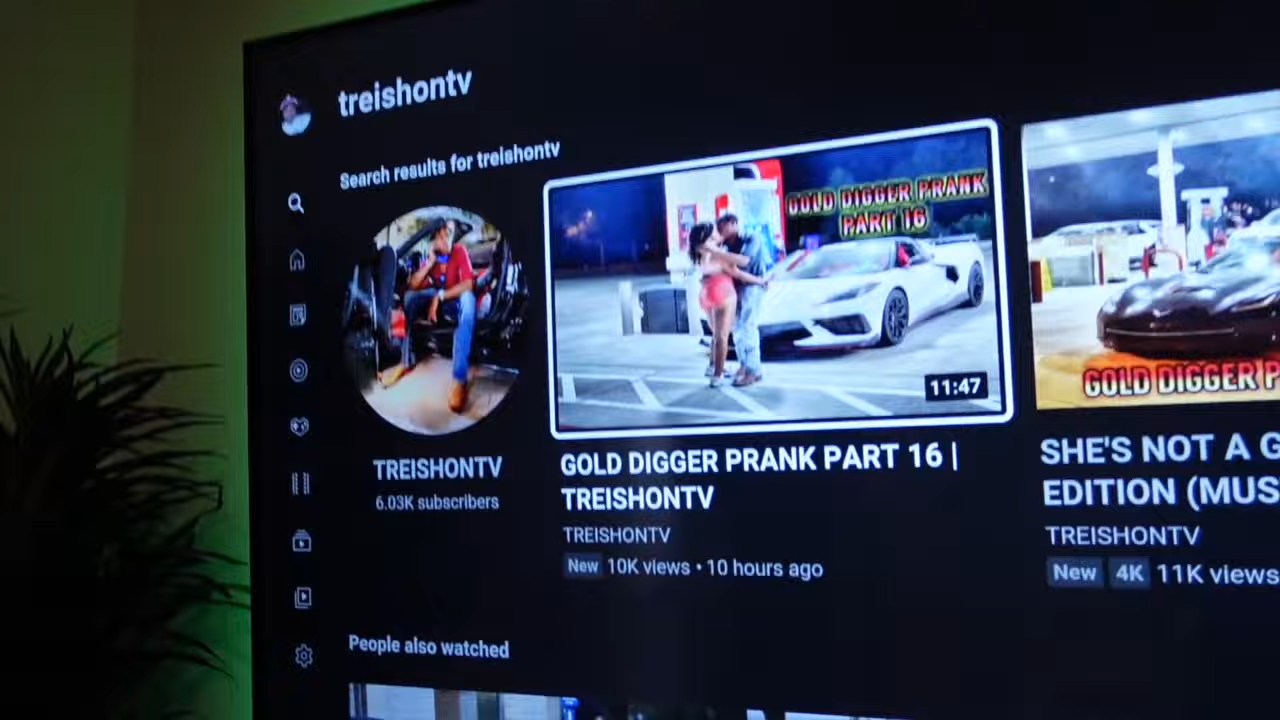 treishontv
Search results for treishontv
GOLD DIGGER PRANK
PART 16
11:47
GOLD DIGGER P
TREISHONTV
6.03K subscribers
GOLD DIGGER PRANK PART 16 |
TREISHONTV
TREISHONTV
New 10K views • 10 hours ago
SHE'S NOT A G
EDITION (MUS
TREISHONTV
New 4K 11K views
People also watched